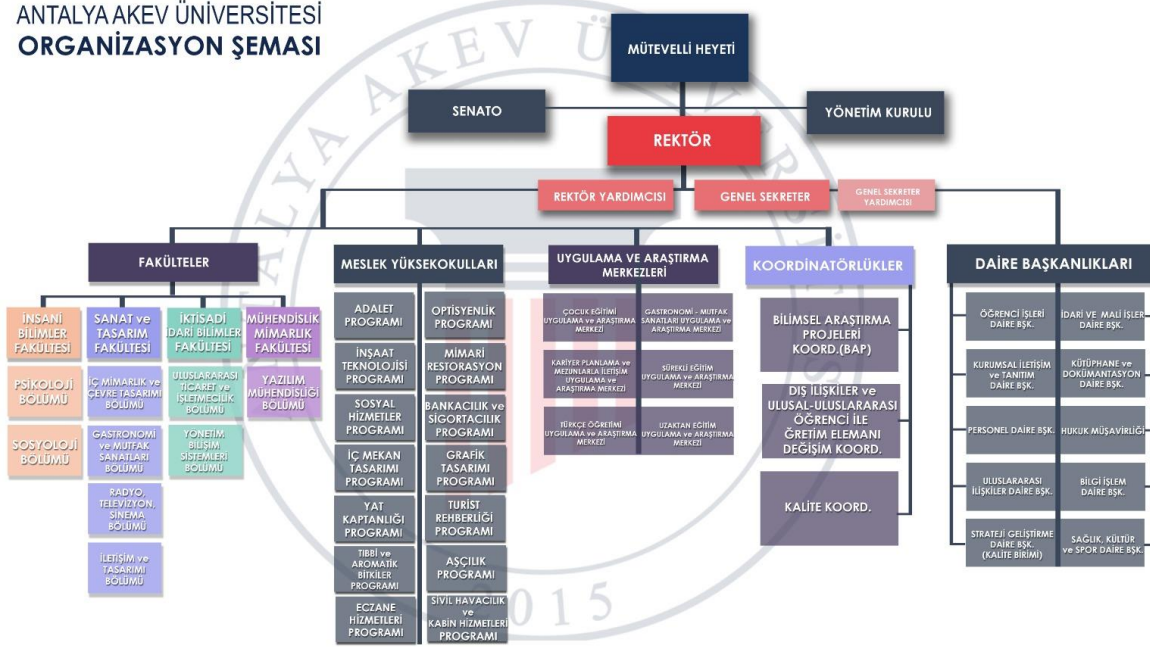 ANTALYA AKEV ÜNİVERSİTESİ
ORGANİZASYON ŞEMASI
ANTALYA AKEV ÜNİVERSİTESİ
2015
MÜTEVELLİ HEYETİ
SENATO
YÖNETİM KURULU
REKTÖR
REKTÖR YARDIMCISI
GENEL SEKRETER
GENEL SEKRETER
YARDIMCISI
FAKÜLTELER
İNSANİ
BİLİMLER
FAKÜLTESİ
PSİKOLOJİ
BÖLÜMÜ
SOSYOLOJİ
BÖLÜMÜ
SANAT ve
TASARIM
FAKÜLTESİ
İÇ MİMARLIK ve
ÇEVRE TASARIMI
BÖLÜMÜ
GASTRONOMİ
ve MUTFAK
SANATLARI
BÖLÜMÜ
RADYO,
TELEVİZYON,
SİNEMA
BÖLÜMÜ
İLETİŞİM ve
TASARIMI
BÖLÜMÜ
İKTİSADİ
İDARİ BİLİMLER
FAKÜLTESİ
ULUSLARARASI
TİCARET ve
İŞLETMECİLİK
BÖLÜMÜ
YÖNETİM
BİLİŞİM
SİSTEMLERİ
BÖLÜMÜ
MÜHENDİSLİK
MİMARLIK
FAKÜLTESİ
YAZILIM
MÜHENDİSLİĞİ
BÖLÜMÜ
MESLEK YÜKSEKOKULLARI
ADALET
PROGRAMI
İNŞAAT
TEKNOLOJİSİ
PROGRAMI
SOSYAL
HİZMETLER
PROGRAMI
İÇ MEKAN
TASARIMI
PROGRAMI
YAT
KAPTANLIĞI
PROGRAMI
TIBBİ ve
AROMATİK
BİTKİLER
PROGRAMI
ECZANE
HİZMETLERİ
PROGRAMI
OPTİSYENLİK
PROGRAMI
MİMARİ
RESTORASYON
PROGRAMI
BANKACILIK ve
SİGORTACILIK
PROGRAMI
GRAFİK
TASARIMI
PROGRAMI
TURİST
REHBERLİĞİ
PROGRAMI
AŞÇILIK
PROGRAMI
SİVİL HAVACILIK
ve
KABİN HİZMETLERİ
PROGRAMI
UYGULAMA VE ARAŞTIRMA
MERKEZLERİ
ÇOCUK EĞİTİMİ
UYGULAMA ve ARAŞTIRMA
MERKEZİ
KARİYER PLANLAMA ve
MEZUNLARLA İLETİŞİM
UYGULAMA ve
ARAŞTIRMA MERKEZİ
TÜRKÇE ÖĞRETİMİ
UYGULAMA ve ARAŞTIRMA
MERKEZİ
GASTRONOMİ - MUTFAK
SANATLARI UYGULAMA ve
ARAŞTIRMA MERKEZİ
SÜREKLİ EĞİTİM
UYGULAMA ve ARAŞTIRMA
MERKEZİ
UZAKTAN EĞİTİM
UYGULAMA ve ARAŞTIRMA
MERKEZİ
KOORDİNATÖRLÜKLER
BİLİMSEL ARAŞTIRMA
PROJELERİ
KOORD.(BAP)
DIŞ İLİŞKİLER ve
ULUSAL-ULUSLARARASI
ÖĞRENCİ İLE
ĞRETİM ELEMANI
DEĞİŞİM KOORD.
KALİTE KOORD.
DAİRE BAŞKANLIKLARI
ÖĞRENCİ İŞLERİ
DAİRE BŞK.
KURUMSAL İLETİŞİM
ve TANITIM
DAİRE BŞK.
PERSONEL DAİRE BŞK.
ULUSLARARASI
İLİŞKİLER DAİRE BŞK.
STRATEJİ GELİŞTİRME
DAİRE BŞK.
(KALİTE BİRİMİ)
İDARİ VE MALİ İŞLER
DAİRE BŞK.
KÜTÜPHANE ve
DOKÜMANTASYON
DAİRE BŞK.
HUKUK MÜŞAVİRLİĞİ
BİLGİ İŞLEM
DAİRE BŞK.
SAĞLIK, KÜLTÜR
ve SPOR DAİRE BŞK.